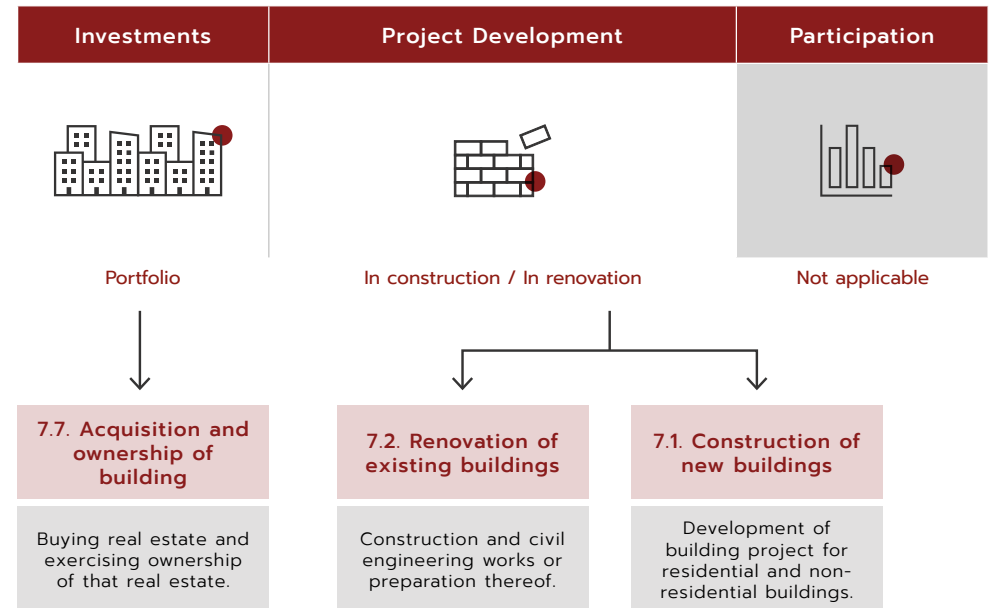 Investments
Project Development
Participation
Portfolio
In construction / In renovation
Not applicable
7.7. Acquisition and
ownership of
building
7.2. Renovation of
existing buildings
7.1. Construction of
new buildings
Buying real estate and
exercising ownership
of that real estate.
Construction and civil
engineering works or
preparation thereof.
Development of
building project for
residential and non-
residential buildings.